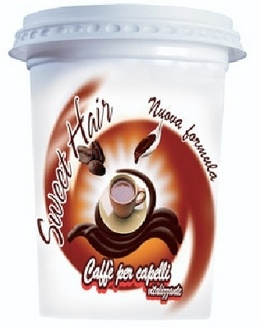 Sweet Hair
Nuova formula
Caffè per capelli